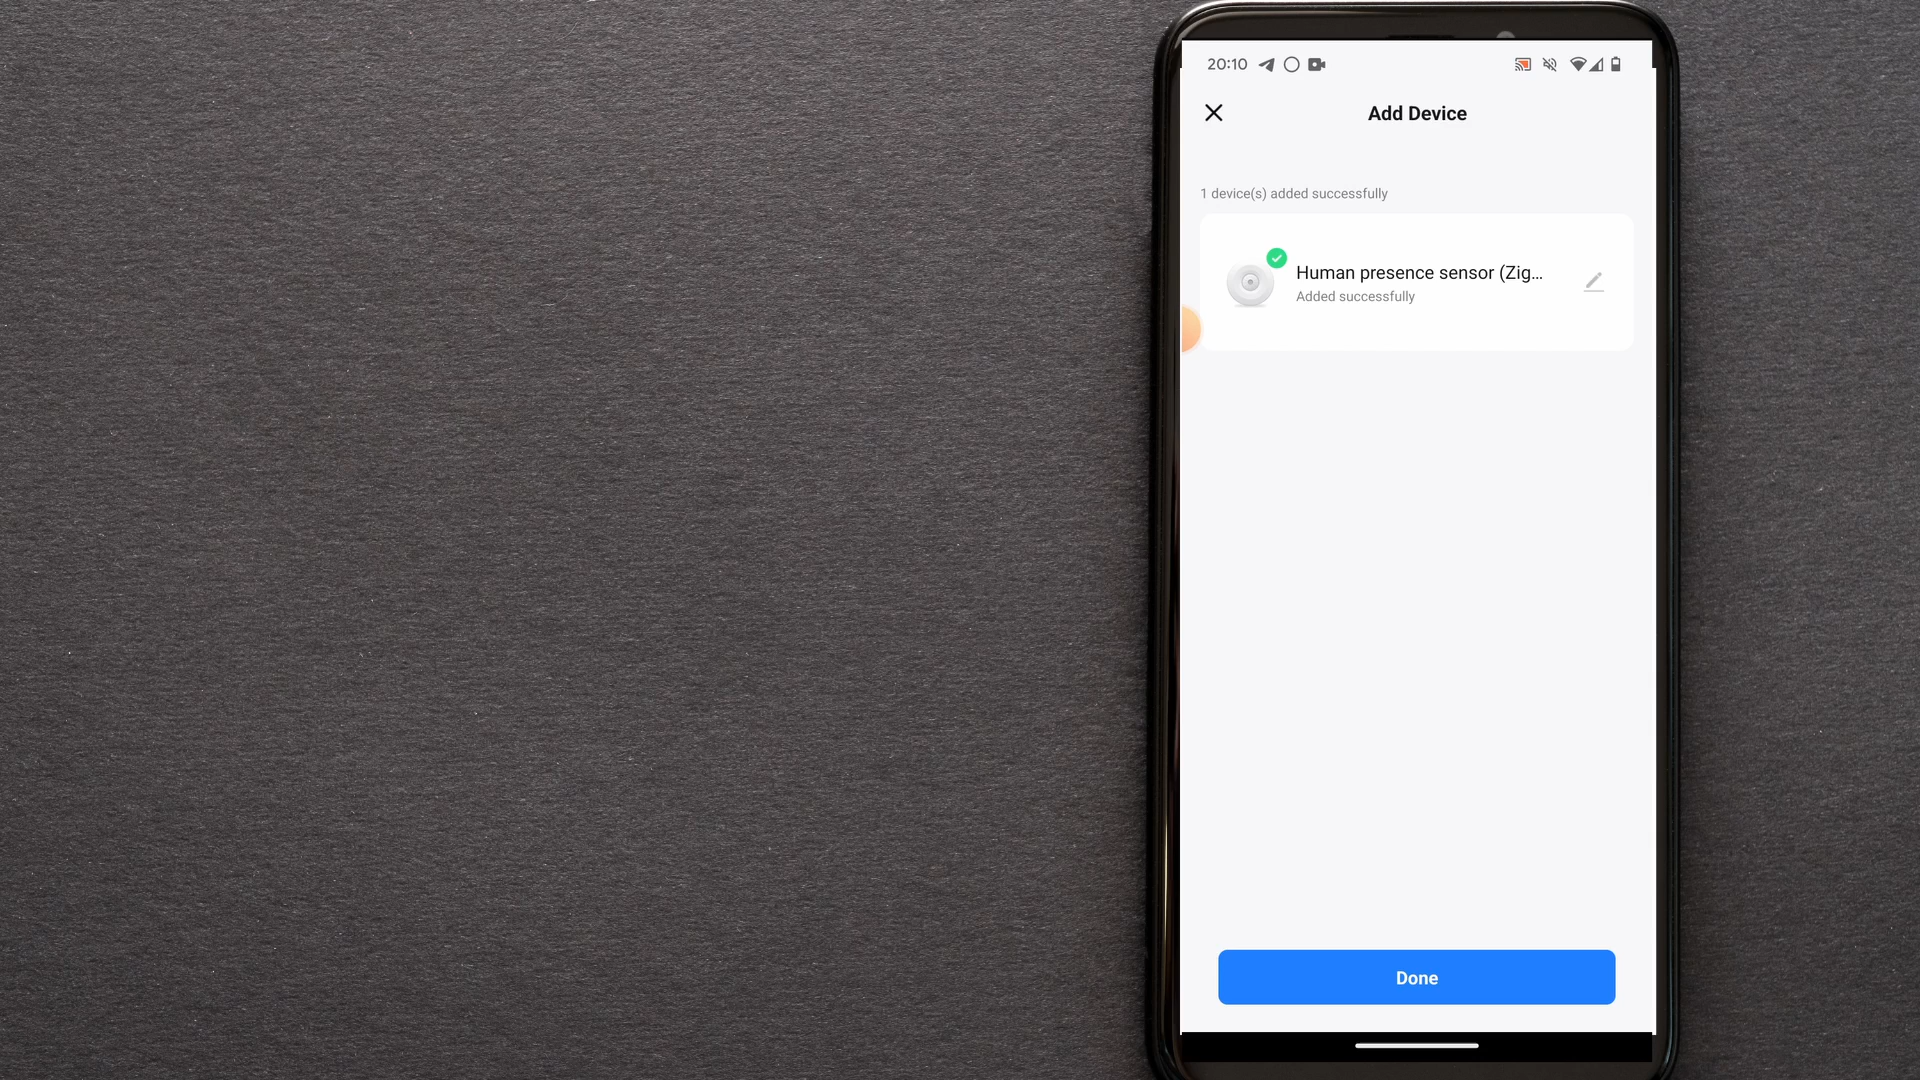 20:10
Add Device
1 device(s) added successfully
Human presence sensor (Zig...
Added successfully
Done